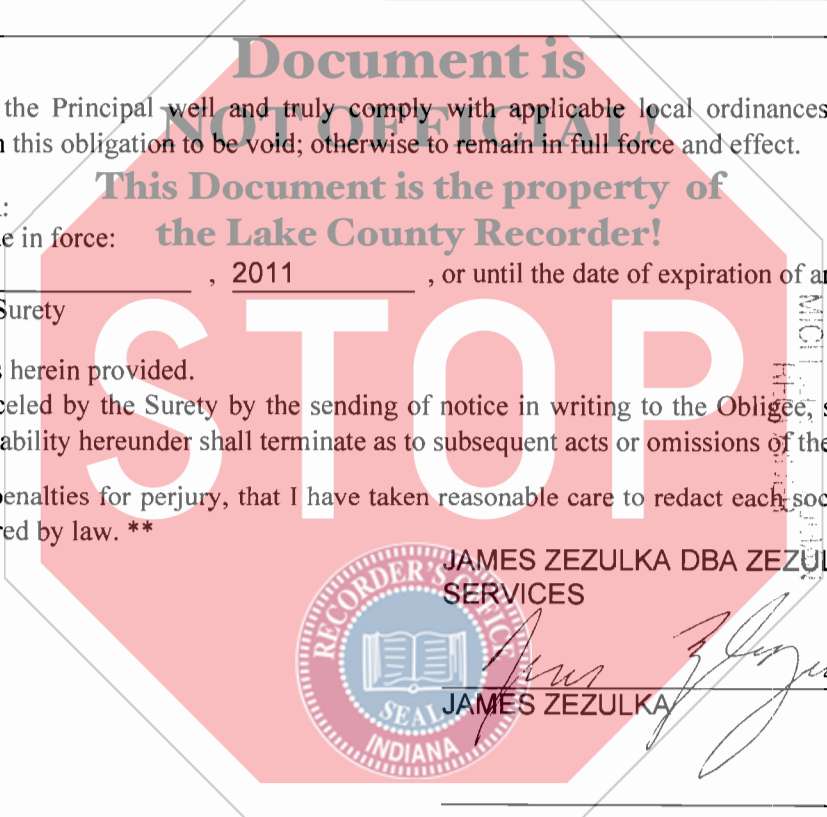 Document is
the Principal well and truly comply with applicable local ordinances
NOT OFFICIAL!
this obligation to be void; otherwise to remain in full force and effect.
This Document is the property of
e in force:
the Lake County Recorder!
, 2011 , or until the date of expiration of
Surety
STOP
s herein provided.
celed by the Surety by the sending of notice in writing to the Obligee, s
ability hereunder shall terminate as to subsequent acts or omissions of the
penalties for perjury, that I have taken reasonable care to redact each soc
red by law. **
JAMES ZEZULKA DBA ZEZUL
SERVICES
RECORDER'S OFFICE
SEAL
INDIANA
JAMES ZEZULKA